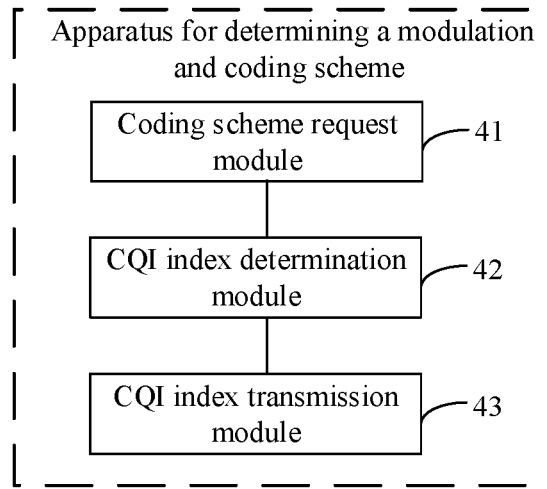 Apparatus for determining a modulation
and coding scheme
Coding scheme request
module
41
CQI index determination
module
42
CQI index transmission
module
43